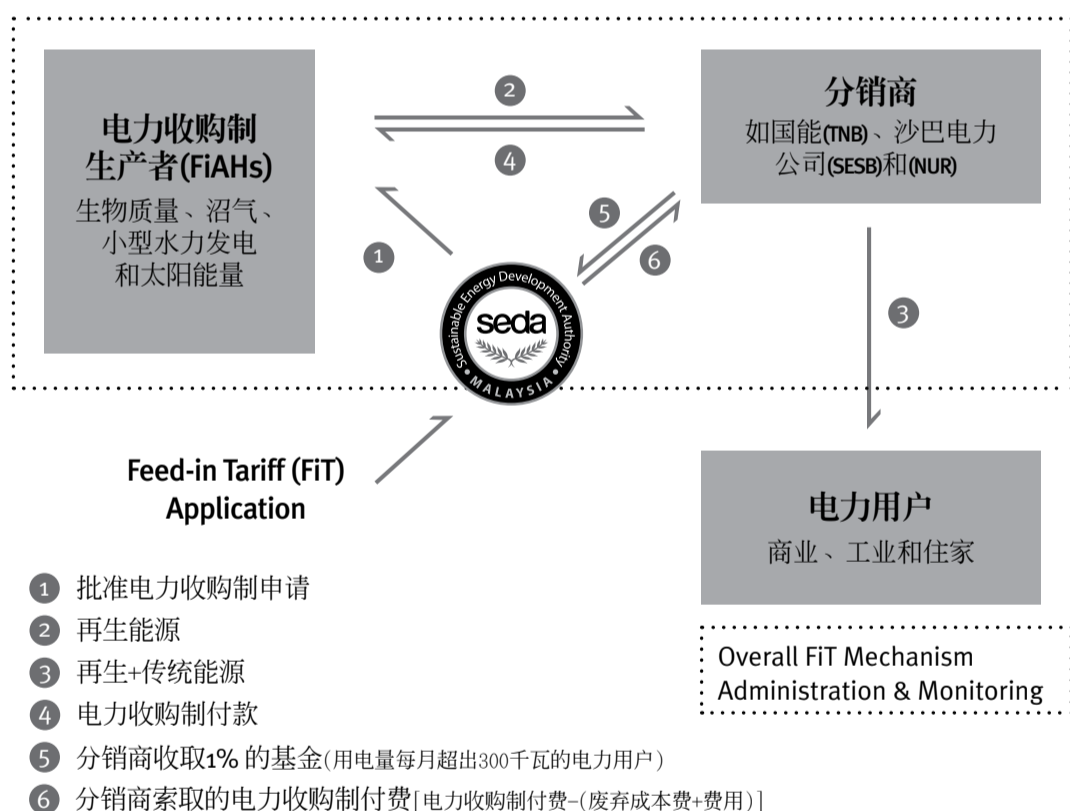 电力收购制
生产者(FiAHs)
生物质量、沼气、
小型水力发电
和太阳能量
2
4
分销商
如国能(TNB)、沙巴电力
公司(SESB)和(NUR)
1
5
6
3
Sustainable Energy Development Authority
seda
MALAYSIA
Feed-in Tariff (FiT)
Application
电力用户
商业、工业和住家
1 批准电力收购制申请
2 再生能源
3 再生+传统能源
4 电力收购制付款
5 分销商收取1% 的基金(用电量每月超出300千瓦的电力用户)
6 分销商索取的电力收购制付费[电力收购制付费–(废弃成本费+费用)]
Overall FiT Mechanism
Administration & Monitoring